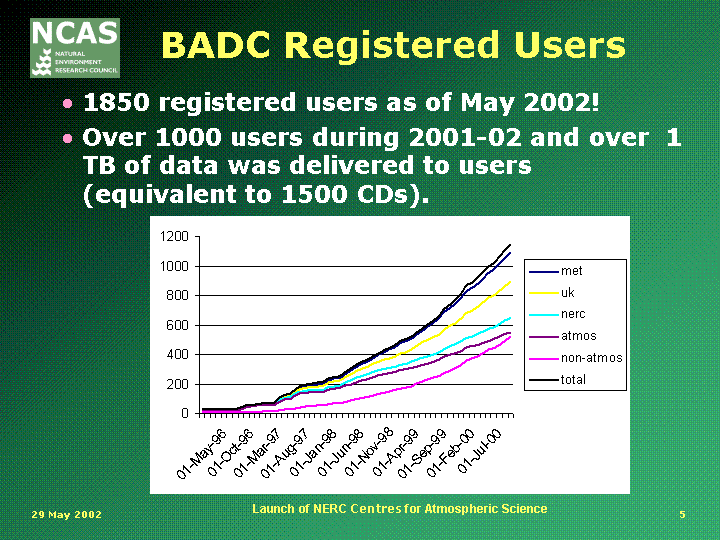 NCAS
NATURAL
ENVIRONMENT
RESEARCH COUNCIL
BADC Registered Users
• 1850 registered users as of May 2002!
• Over 1000 users during 2001-02 and over 1
TB of data was delivered to users
(equivalent to 1500 CDs).
1200
1000
800
600
400
200
0
01-May-96
01-Oct-96
01-Mar-97
01-Aug-97
01-Jan-98
01-Jun-98
01-Nov-98
01-Apr-99
01-Sep-99
01-Feb-00
01-Jul-00
met
uk
nerc
atmos
non-atmos
total
29 May 2002
Launch of NERC Centres for Atmospheric Science
5